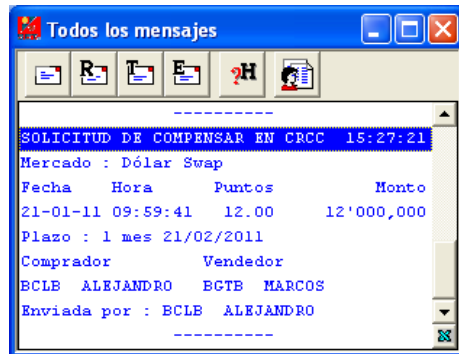 Todos los mensajes
R T E ?H
----------
SOLICITUD DE COMPENSAR EN CRCC 15:27:21
Mercado : Dólar Swap
Fecha Hora Puntos Monto
21-01-11 09:59:41 12.00 12'000,000
Plazo : 1 mes 21/02/2011
Comprador Vendedor
BCLB ALEJANDRO BGTB MARCOS
Enviada por : BCLB ALEJANDRO
----------